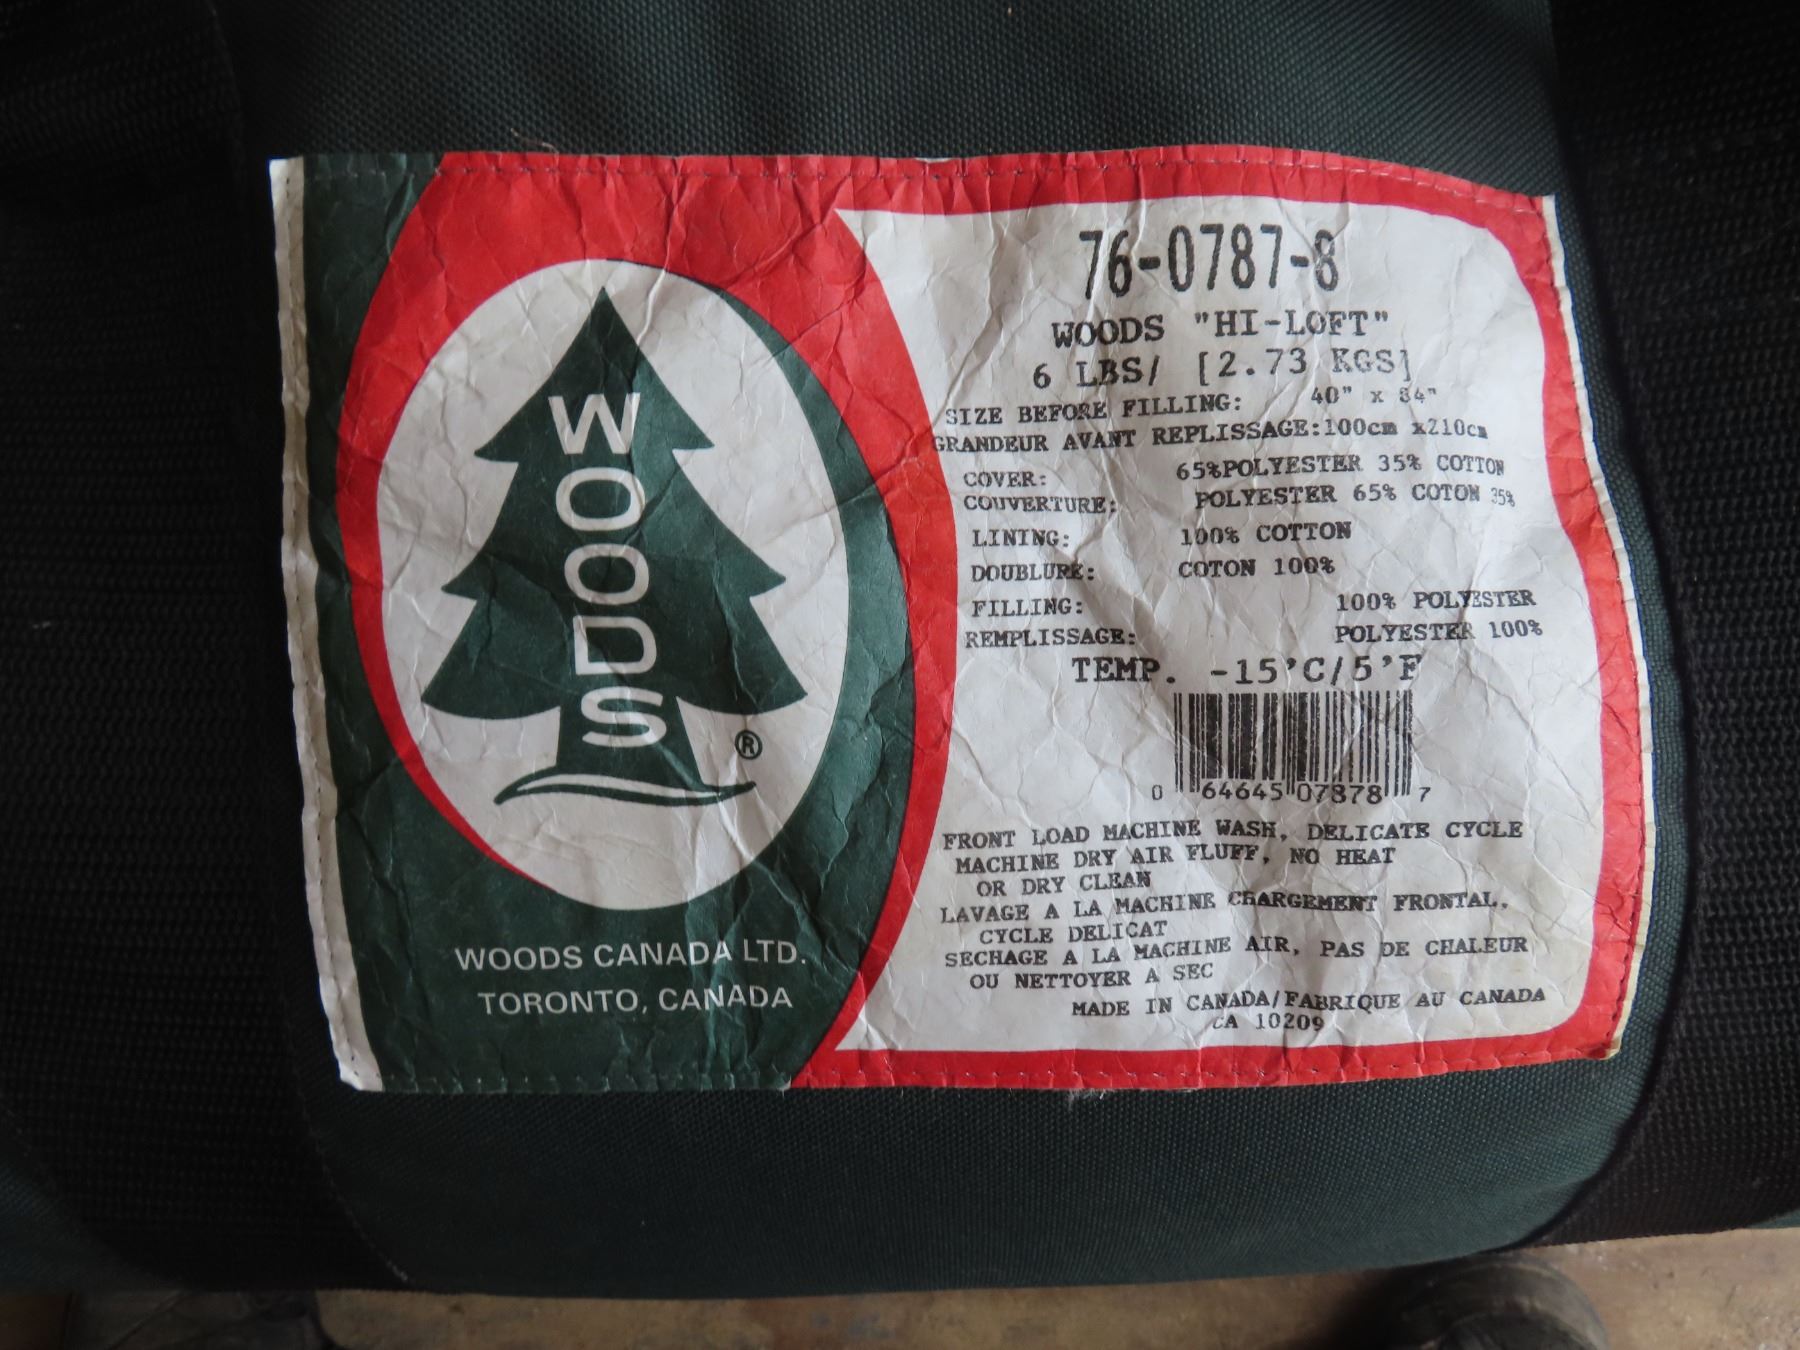 WOODS
®
WOODS CANADA LTD.
TORONTO, CANADA
76-0787-8
WOODS "HI-LOFT"
6 LBS/ [2.73 KGS]
SIZE BEFORE FILLING: 40" x 84"
GRANDEUR AVANT REPLISSAGE:100cm x210cm
COVER: 65%POLYESTER 35% COTTON
COUVERTURE: POLYESTER 65% COTON 35%
LINING: 100% COTTON
DOUBLURE: COTON 100%
FILLING: 100% POLYESTER
REMPLISSAGE: POLYESTER 100%
TEMP. -15'C/5'F
0 64645 07878 7
FRONT LOAD MACHINE WASH, DELICATE CYCLE
MACHINE DRY AIR FLUFF, NO HEAT
OR DRY CLEAN
LAVAGE A LA MACHINE CHARGEMENT FRONTAL,
CYCLE DELICAT
SECHAGE A LA MACHINE AIR, PAS DE CHALEUR
OU NETTOYER A SEC
MADE IN CANADA/FABRIQUE AU CANADA
CA 10209